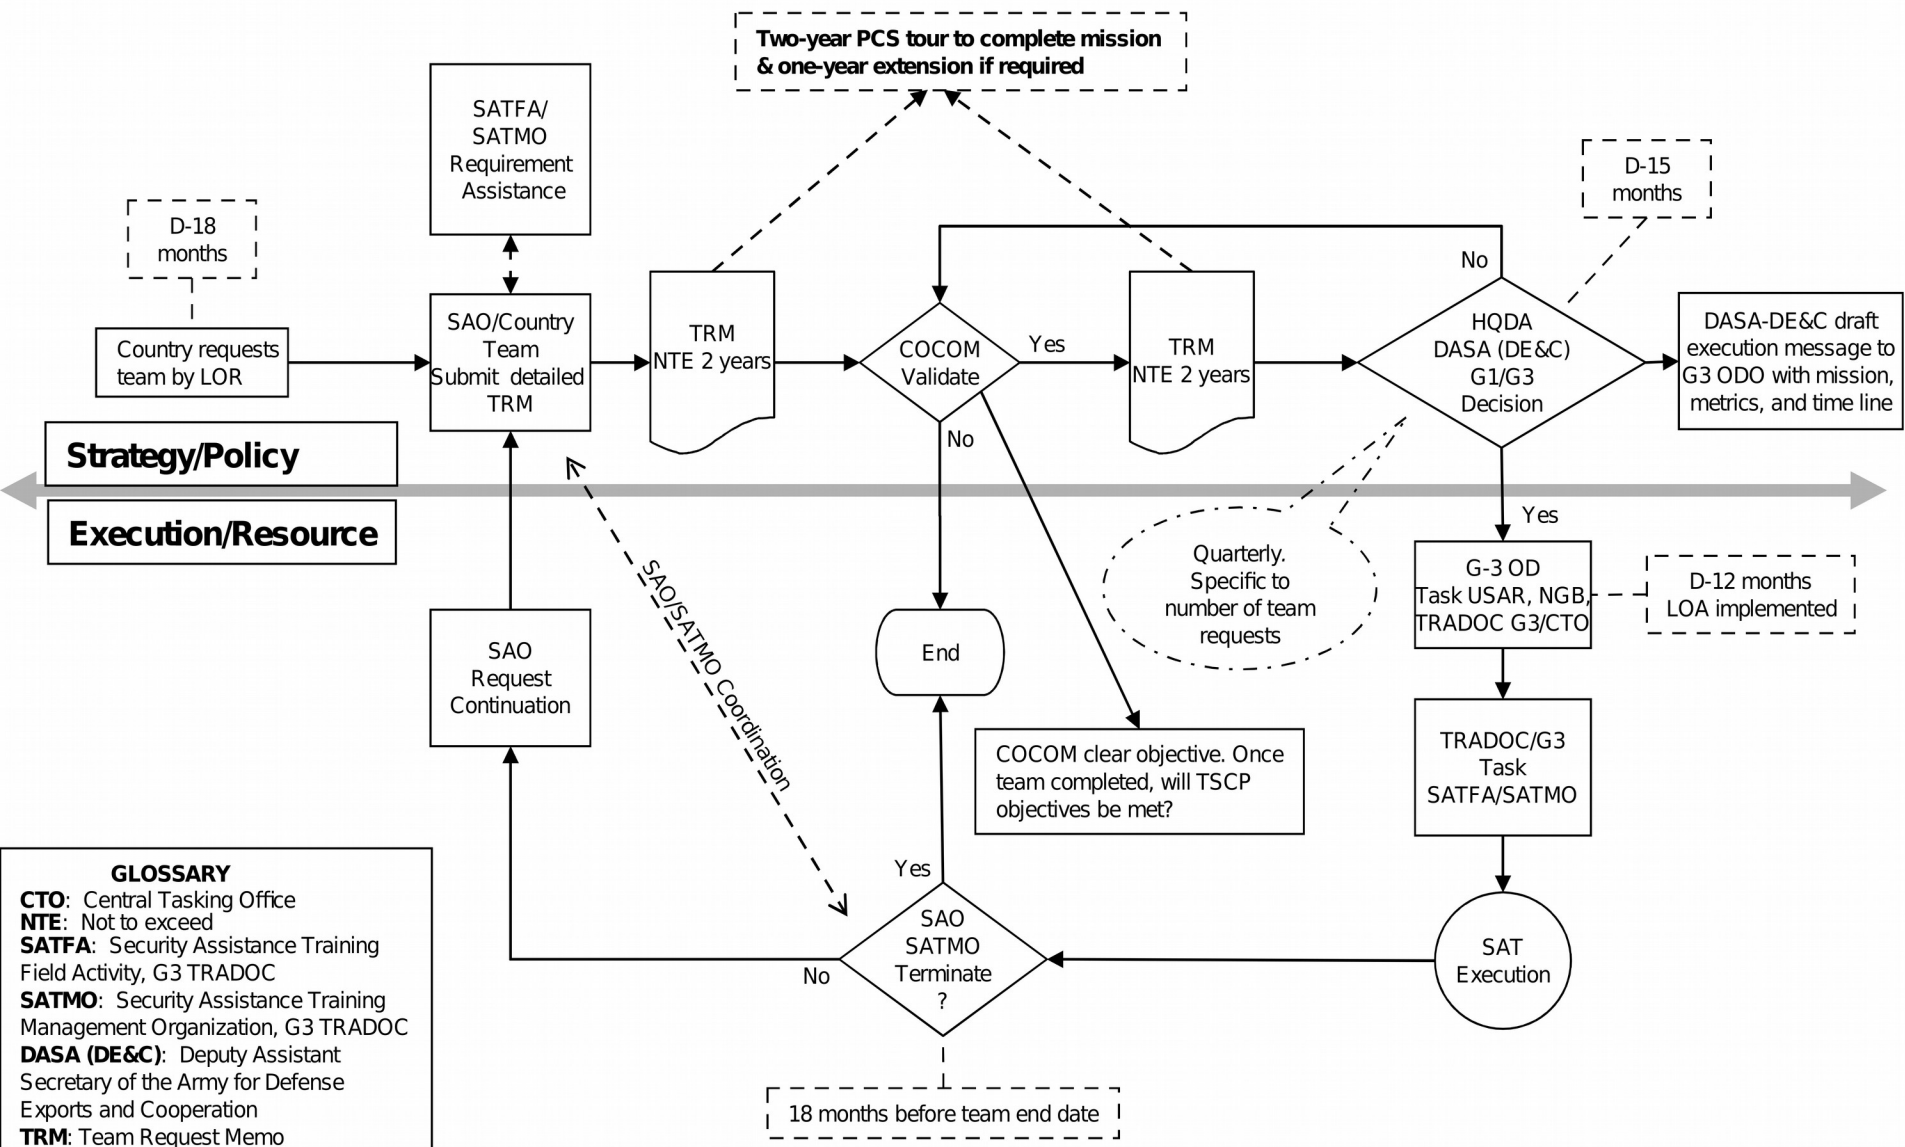 Two-year PCS tour to complete mission
& one-year extension if required
SATFA/
SATMO
Requirement
Assistance
D-15
months
D-18
months
No
Country requests
team by LOR
SAO/Country
Team
Submit detailed
TRM
TRM
NTE 2 years
COCOM
Validate
Yes
No
TRM
NTE 2 years
HQDA
DASA (DE&C)
G1/G3
Decision
DASA-DE&C draft
execution message to
G3 ODO with mission,
metrics, and time line
Strategy/Policy
Execution/Resource
Yes
Quarterly.
Specific to
number of team
requests
G-3 OD
Task USAR, NGB,
TRADOC G3/CTO
D-12 months
LOA implemented
SAO/SATMO Coordination
SAO
Request
Continuation
End
COCOM clear objective. Once
team completed, will TSCP
objectives be met?
TRADOC/G3
Task
SATFA/SATMO
Yes
SAO
SATMO
Terminate
?
No
SAT
Execution
18 months before team end date
GLOSSARY
CTO: Central Tasking Office
NTE: Not to exceed
SATFA: Security Assistance Training
Field Activity, G3 TRADOC
SATMO: Security Assistance Training
Management Organization, G3 TRADOC
DASA (DE&C): Deputy Assistant
Secretary of the Army for Defense
Exports and Cooperation
TRM: Team Request Memo